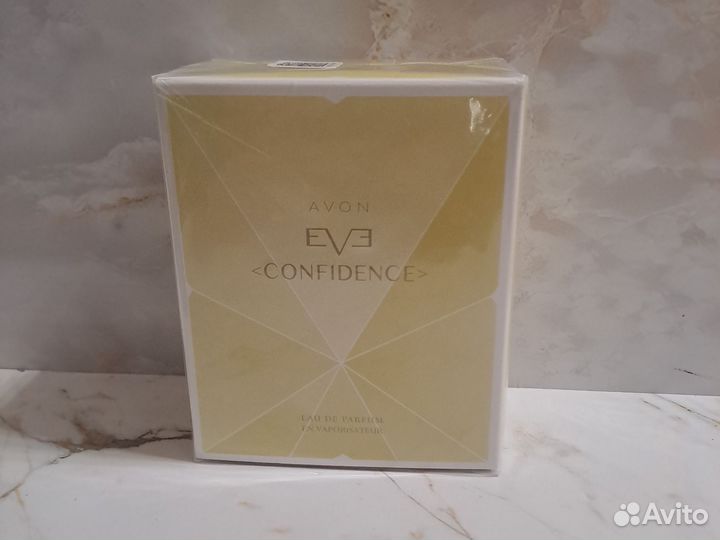 AVON
EVE
<CONFIDENCE>
EAU DE PARFUM
EN VAPORISATEUR
Avito